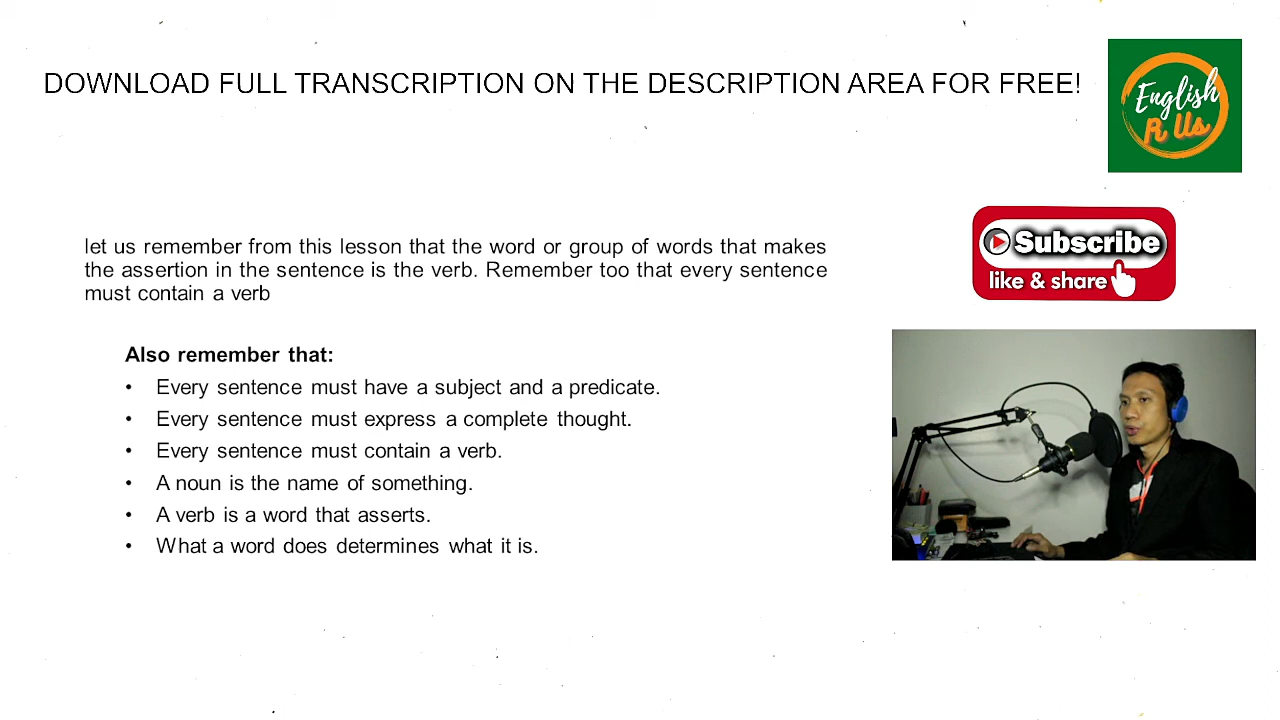 DOWNLOAD FULL TRANSCRIPTION ON THE DESCRIPTION AREA FOR FREE!
English
R Us
let us remember from this lesson that the word or group of words that makes
the assertion in the sentence is the verb. Remember too that every sentence
must contain a verb
Subscribe
like & share
Also remember that:
• Every sentence must have a subject and a predicate.
• Every sentence must express a complete thought.
• Every sentence must contain a verb.
• A noun is the name of something.
• A verb is a word that asserts.
• What a word does determines what it is.